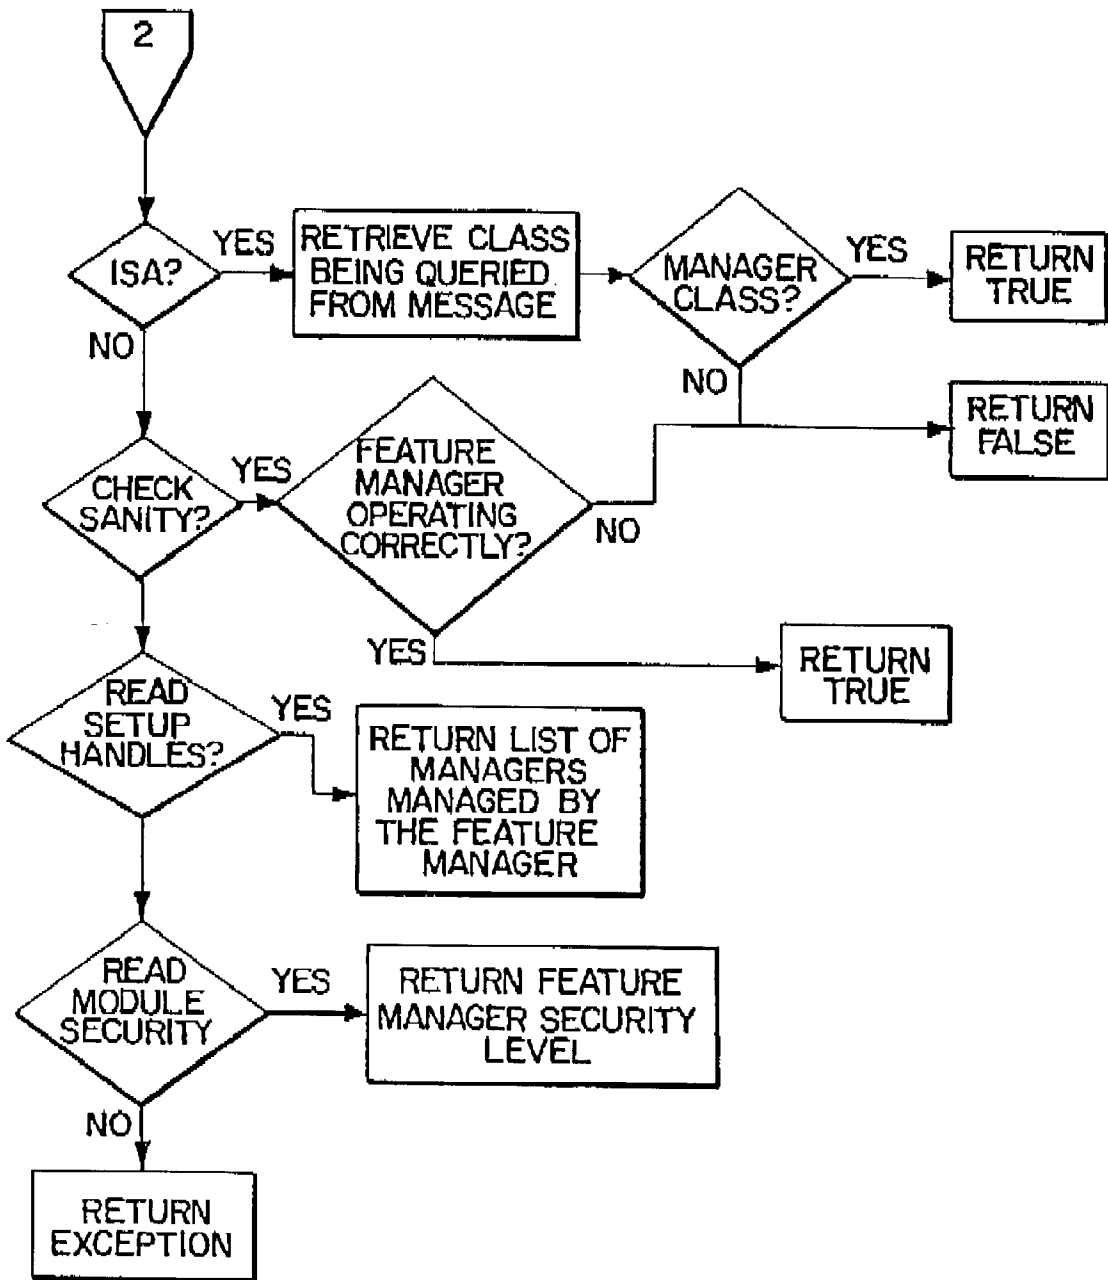 2
ISA?
YES
RETRIEVE CLASS
BEING QUERIED
FROM MESSAGE
MANAGER
CLASS?
YES
RETURN
TRUE
NO
NO
RETURN
FALSE
CHECK
SANITY?
YES
FEATURE
MANAGER
OPERATING
CORRECTLY?
NO
YES
RETURN
TRUE
READ
SETUP
HANDLES?
YES
RETURN LIST OF
MANAGERS
MANAGED BY
THE FEATURE
MANAGER
READ
MODULE
SECURITY
YES
RETURN FEATURE
MANAGER SECURITY
LEVEL
NO
RETURN
EXCEPTION